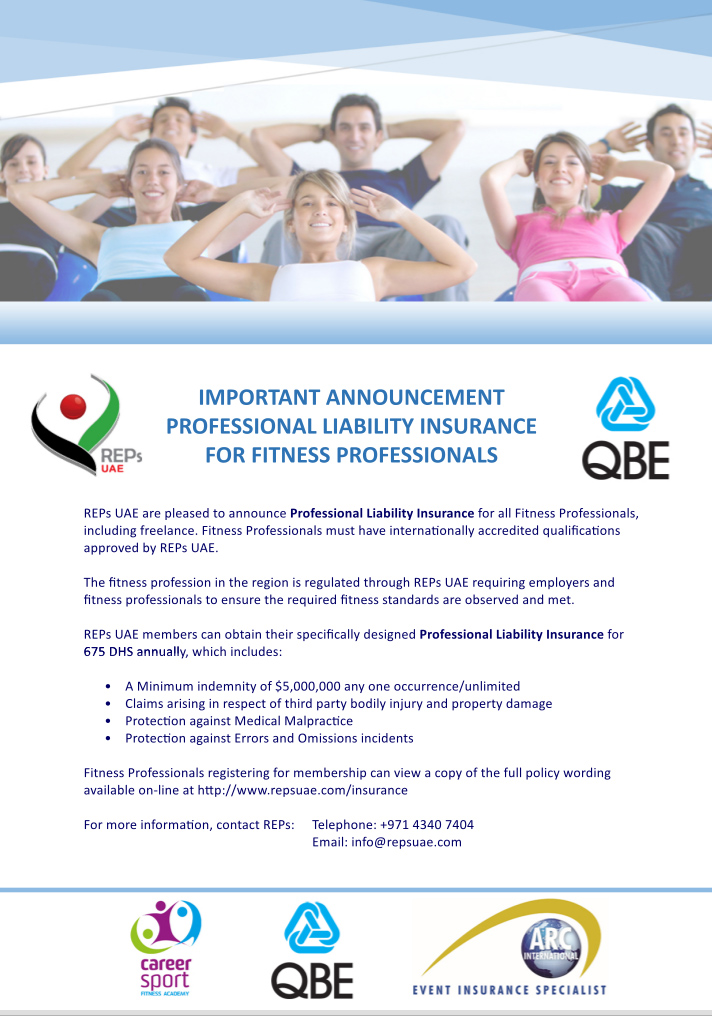 IMPORTANT ANNOUNCEMENT
PROFESSIONAL LIABILITY INSURANCE
FOR FITNESS PROFESSIONALS
REPs
UAE
QBE
REPs UAE are pleased to announce Professional Liability Insurance for all Fitness Professionals,
including freelance. Fitness Professionals must have internationally accredited qualifications
approved by REPs UAE.
The fitness profession in the region is regulated through REPs UAE requiring employers and
fitness professionals to ensure the required fitness standards are observed and met.
REPs UAE members can obtain their specifically designed Professional Liability Insurance for
675 DHS annually, which includes:
• A Minimum indemnity of $5,000,000 any one occurrence/unlimited
• Claims arising in respect of third party bodily injury and property damage
• Protection against Medical Malpractice
• Protection against Errors and Omissions incidents
Fitness Professionals registering for membership can view a copy of the full policy wording
available on-line at http://www.repsuae.com/insurance
For more information, contact REPs: Telephone: +971 4340 7404
Email: info@repsuae.com
career
sport
FITNESS ACADEMY
QBE
ARC
INTERNATIONAL
EVENT INSURANCE SPECIALIST